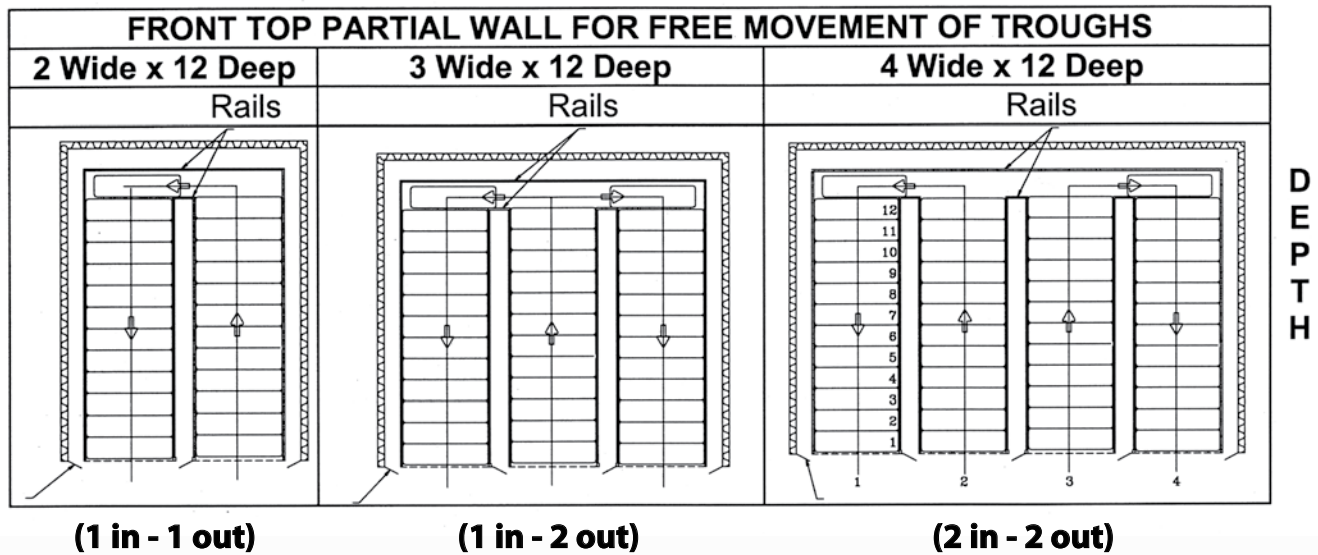 FRONT TOP PARTIAL WALL FOR FREE MOVEMENT OF TROUGHS
2 Wide x 12 Deep
3 Wide x 12 Deep
4 Wide x 12 Deep
Rails
Rails
Rails
12
11
10
9
8
7
6
5
4
3
2
1
1
2
3
4
DEPTH
(1 in - 1 out)
(1 in - 2 out)
(2 in - 2 out)